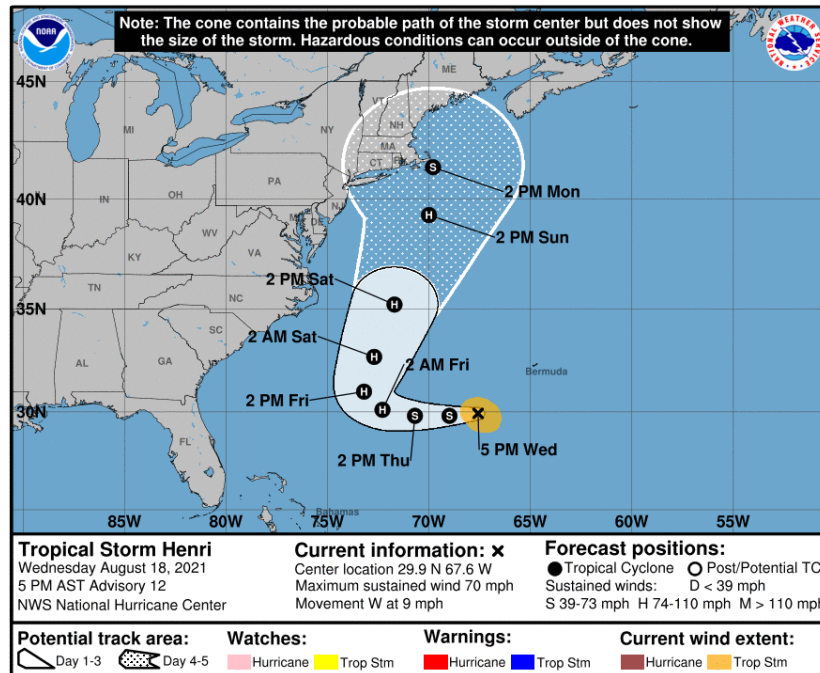 Note: The cone contains the probable path of the storm center but does not show
the size of the storm. Hazardous conditions can occur outside of the cone.
NOAA
NATIONAL WEATHER SERVICE
45N
40N
35N
30N
ME
VT
NH
NY
MA
CT
RI
MI
PA
NJ
OH
IN
MD
DE
WV
VA
KY
TN
NC
SC
AL
GA
FL
Bermuda
Bahamas
S
2 PM Mon
H
2 PM Sun
2 PM Sat
H
2 AM Sat
H
2 AM Fri
2 PM Fri
H
H
S
S
2 PM Thu
5 PM Wed
85W
80W
75W
70W
65W
60W
55W
Tropical Storm Henri
Wednesday August 18, 2021
5 PM AST Advisory 12
NWS National Hurricane Center
Current information: x
Center location 29.9 N 67.6 W
Maximum sustained wind 70 mph
Movement W at 9 mph
Forecast positions:
Tropical Cyclone Post/Potential TC
Sustained winds: D < 39 mph
S 39-73 mph H 74-110 mph M > 110 mph
Potential track area:
Day 1-3 Day 4-5
Watches:
Hurricane Trop Stm
Warnings:
Hurricane Trop Stm
Current wind extent:
Hurricane Trop Stm